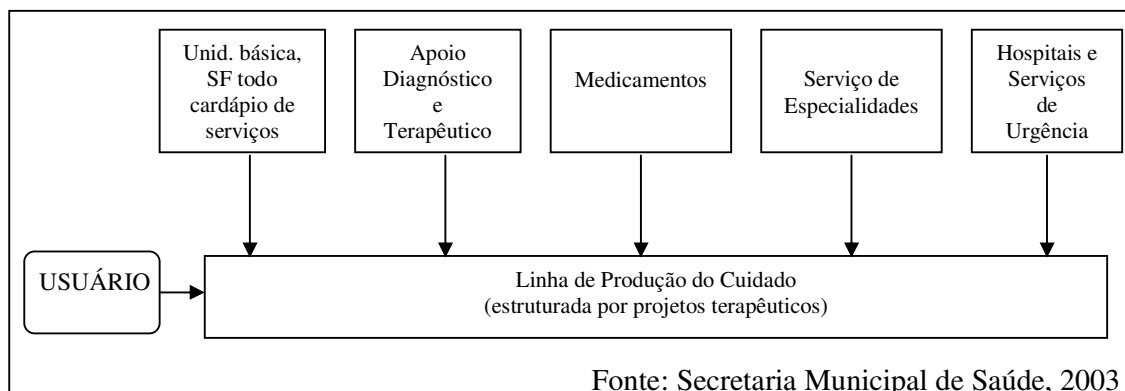 Unid. básica,
SF todo
cardápio de
serviços
Apoio
Diagnóstico
e
Terapêutico
Medicamentos
Serviço de
Especialidades
Hospitais e
Serviços
de
Urgência
USUÁRIO
Linha de Produção do Cuidado
(estruturada por projetos terapêuticos)
Fonte: Secretaria Municipal de Saúde, 2003